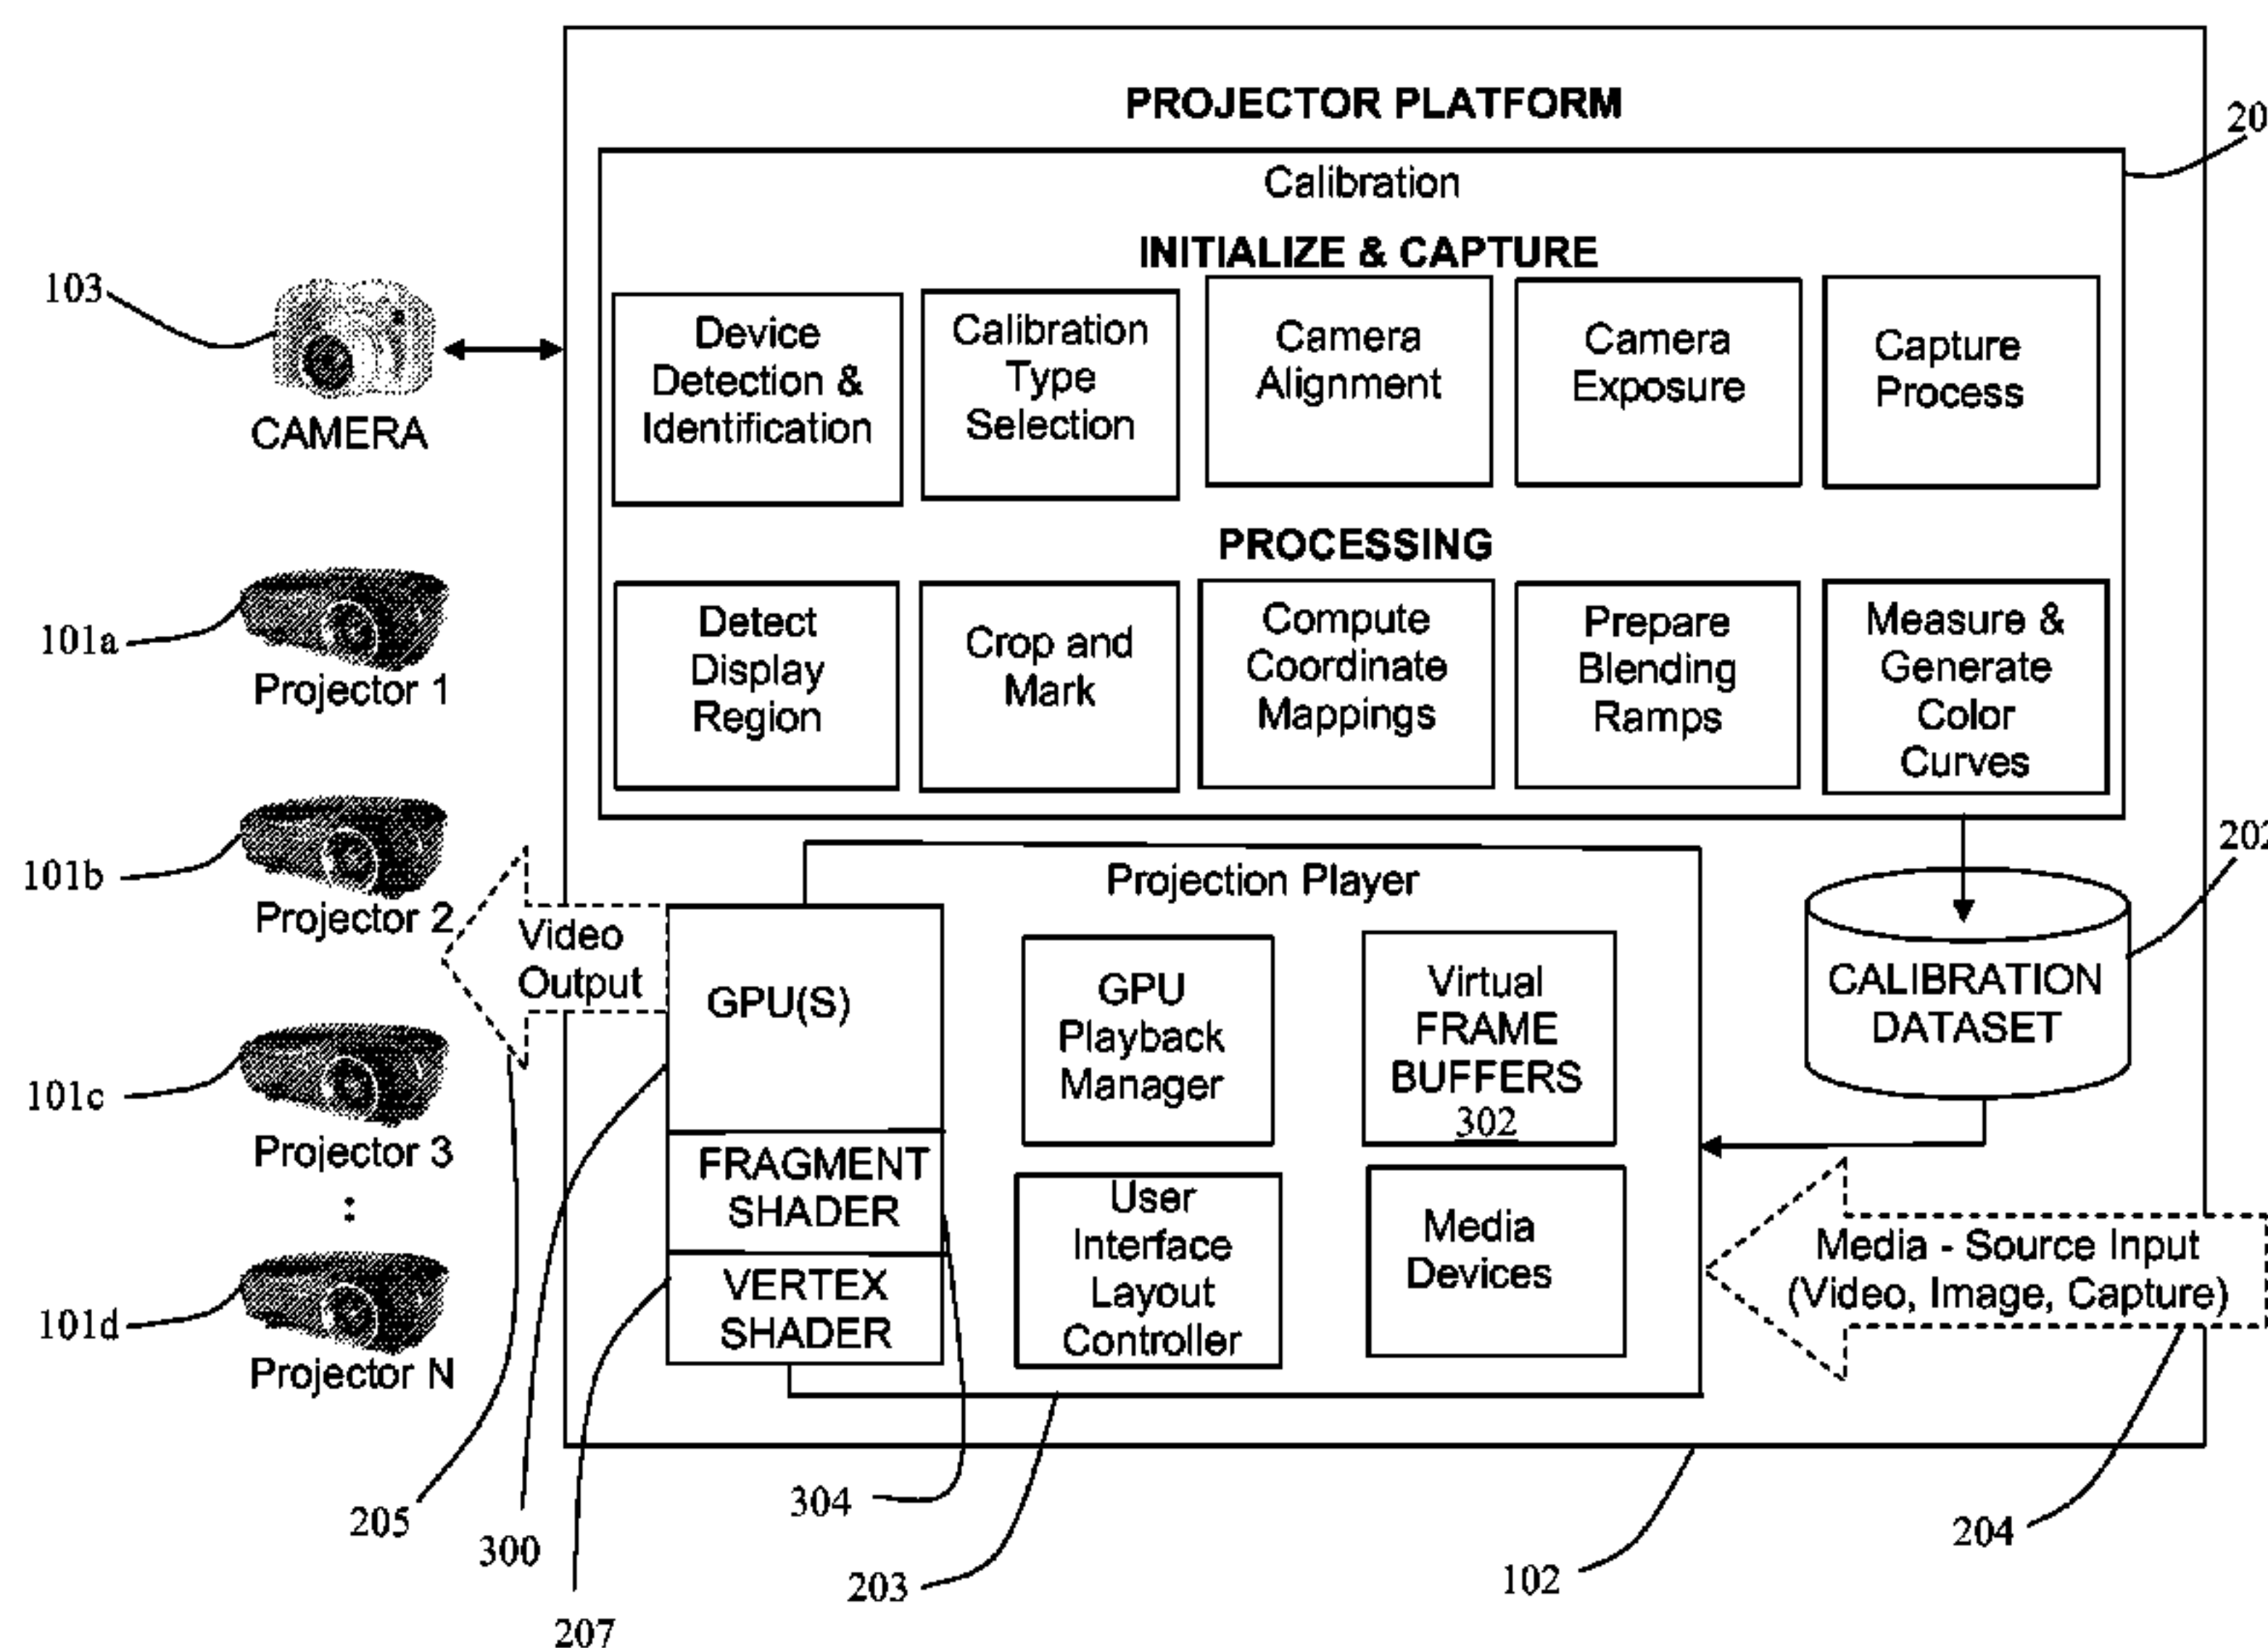 PROJECTOR PLATFORM
20
Calibration
INITIALIZE & CAPTURE
103
CAMERA
Device
Detection &
Identification
Calibration
Type
Selection
Camera
Alignment
Camera
Exposure
Capture
Process
PROCESSING
Detect
Display
Region
Crop and
Mark
Compute
Coordinate
Mappings
Prepare
Blending
Ramps
Measure &
Generate
Color
Curves
101a
Projector 1
101b
Projector 2
101c
Projector 3
:
101d
Projector N
202
CALIBRATION
DATASET
Projection Player
Video
Output
GPU(S)
FRAGMENT
SHADER
VERTEX
SHADER
GPU
Playback
Manager
Virtual
FRAME
BUFFERS
302
User
Interface
Layout
Controller
Media
Devices
Media - Source Input
(Video, Image, Capture)
205
300
207
304
203
102
204